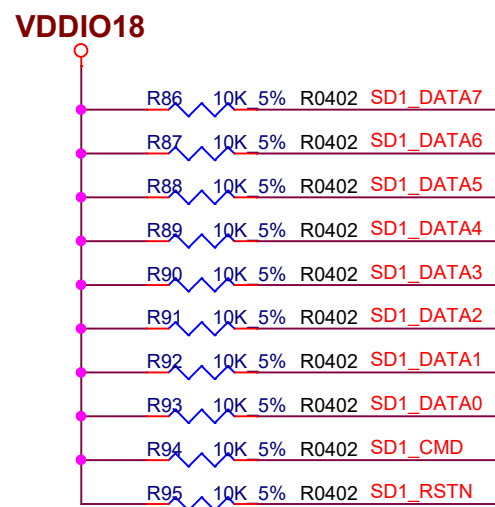 VDDIO18
R86 10K_5% R0402 SD1_DATA7
R87 10K_5% R0402 SD1_DATA6
R88 10K_5% R0402 SD1_DATA5
R89 10K_5% R0402 SD1_DATA4
R90 10K_5% R0402 SD1_DATA3
R91 10K_5% R0402 SD1_DATA2
R92 10K_5% R0402 SD1_DATA1
R93 10K_5% R0402 SD1_DATA0
R94 10K_5% R0402 SD1_CMD
R95 10K_5% R0402 SD1_RSTN